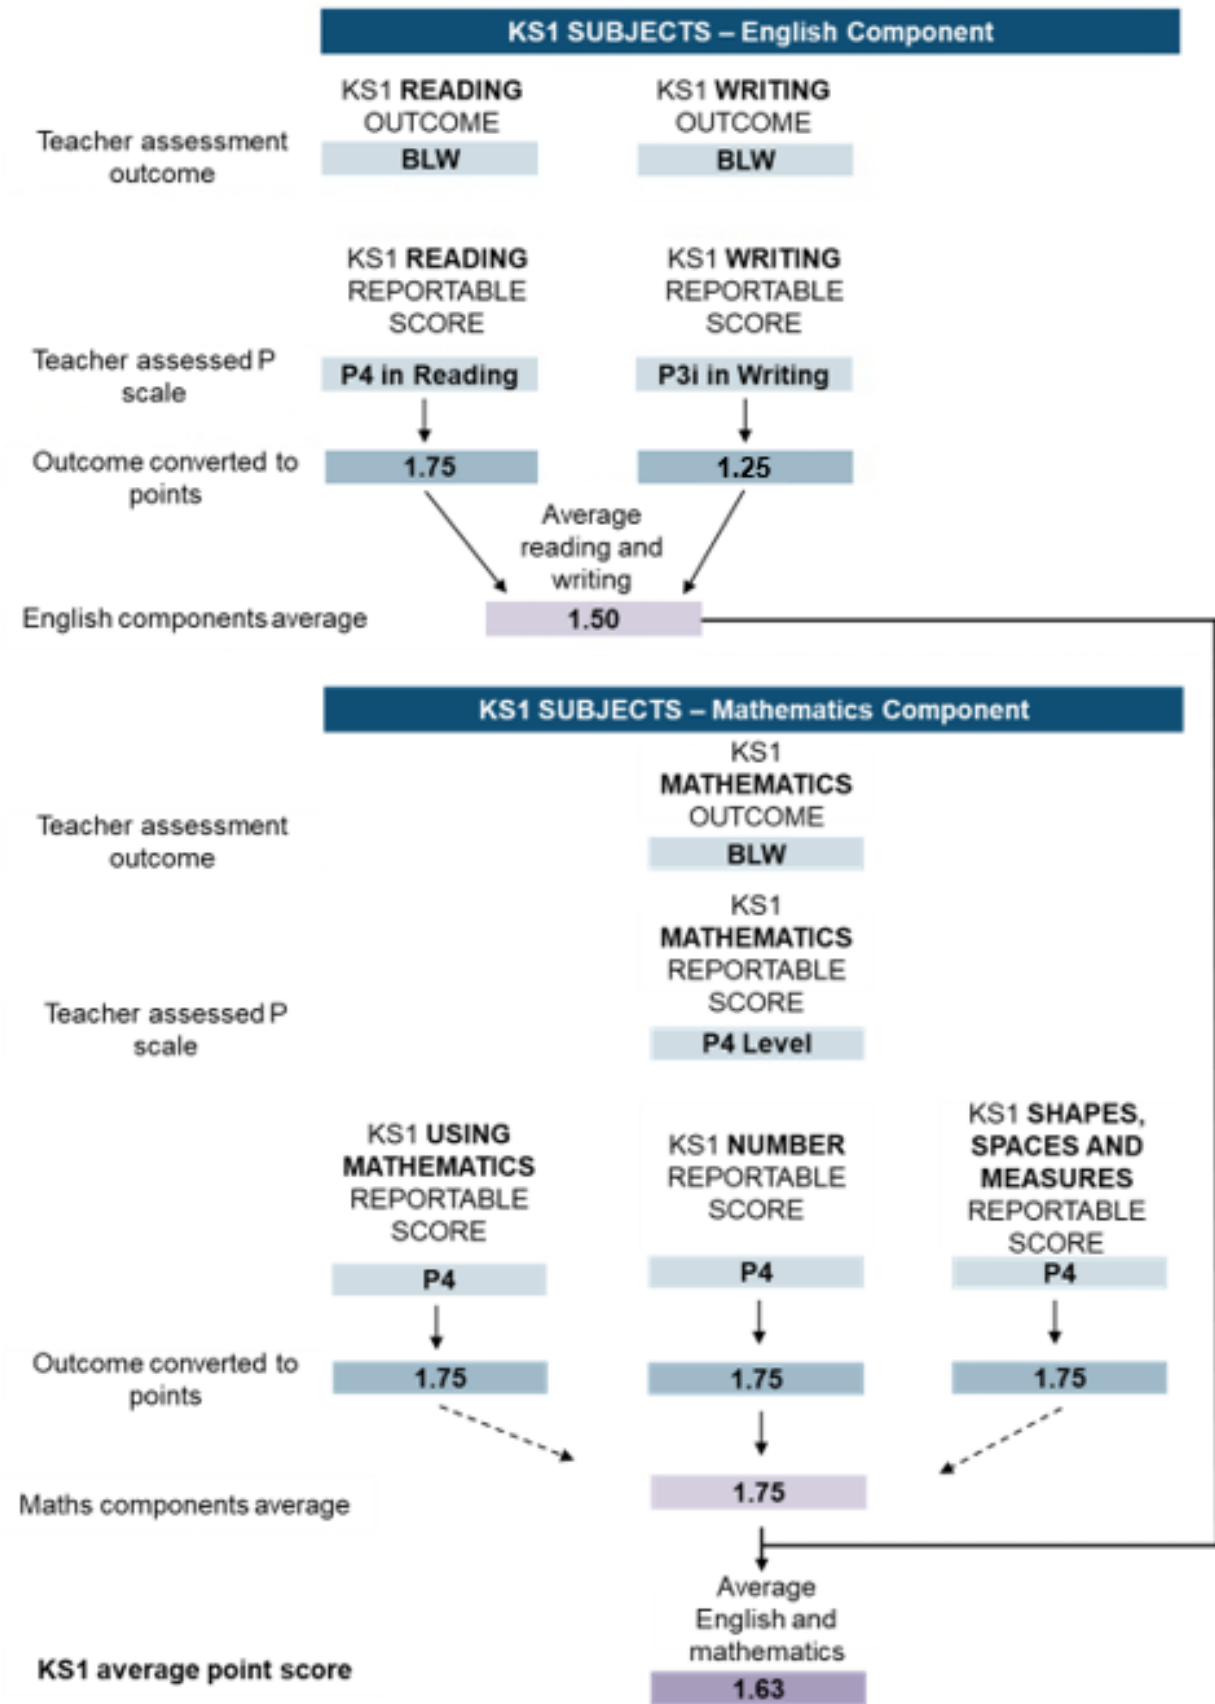 KS1 SUBJECTS – English Component
KS1 READING
OUTCOME
KS1 WRITING
OUTCOME
Teacher assessment
outcome
BLW
BLW
KS1 READING
REPORTABLE
SCORE
KS1 WRITING
REPORTABLE
SCORE
Teacher assessed P
scale
P4 in Reading
P3i in Writing
Outcome converted to
points
1.75
1.25
Average
reading and
writing
English components average
1.50
KS1 SUBJECTS – Mathematics Component
KS1
MATHEMATICS
OUTCOME
Teacher assessment
outcome
BLW
KS1
MATHEMATICS
REPORTABLE
SCORE
Teacher assessed P
scale
P4 Level
KS1 USING
MATHEMATICS
REPORTABLE
SCORE
KS1 NUMBER
REPORTABLE
SCORE
KS1 SHAPES,
SPACES AND
MEASURES
REPORTABLE
SCORE
P4
P4
P4
Outcome converted to
points
1.75
1.75
1.75
Maths components average
1.75
Average
English and
mathematics
KS1 average point score
1.63